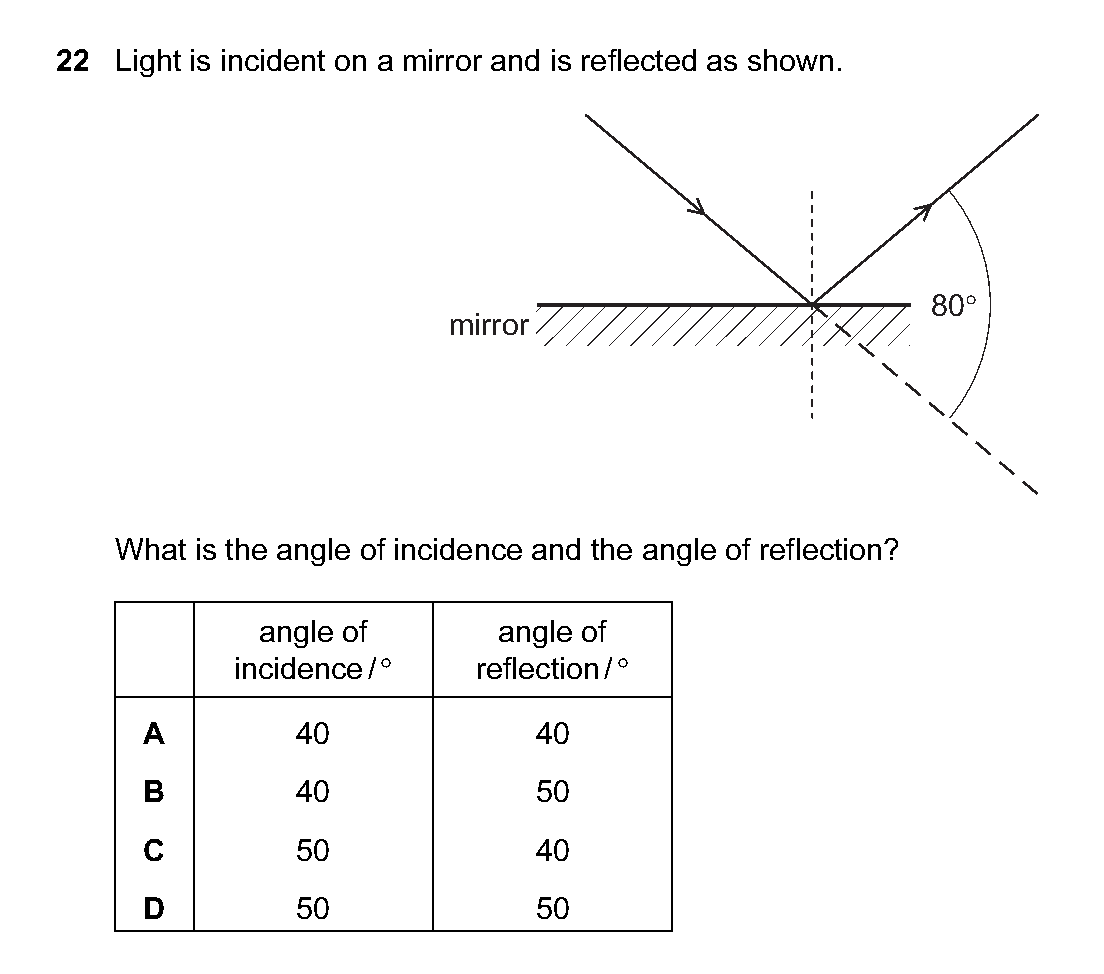 22 Light is incident on a mirror and is reflected as shown.
mirror
80°
What is the angle of incidence and the angle of reflection?
angle of incidence / °
angle of reflection / °
A 40 40
B 40 50
C 50 40
D 50 50